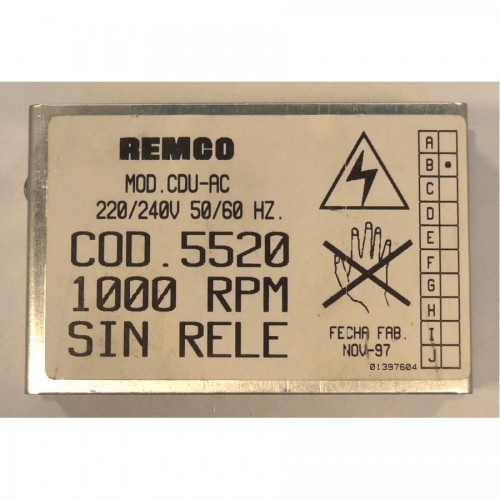 REMCO
MOD.CDU-AC
220/240V 50/60 HZ.
COD.5520
1000 RPM
SIN RELE
FECHA FAB.
NOV-97
01397604
A
B
C
D
E
F
G
H
I
J